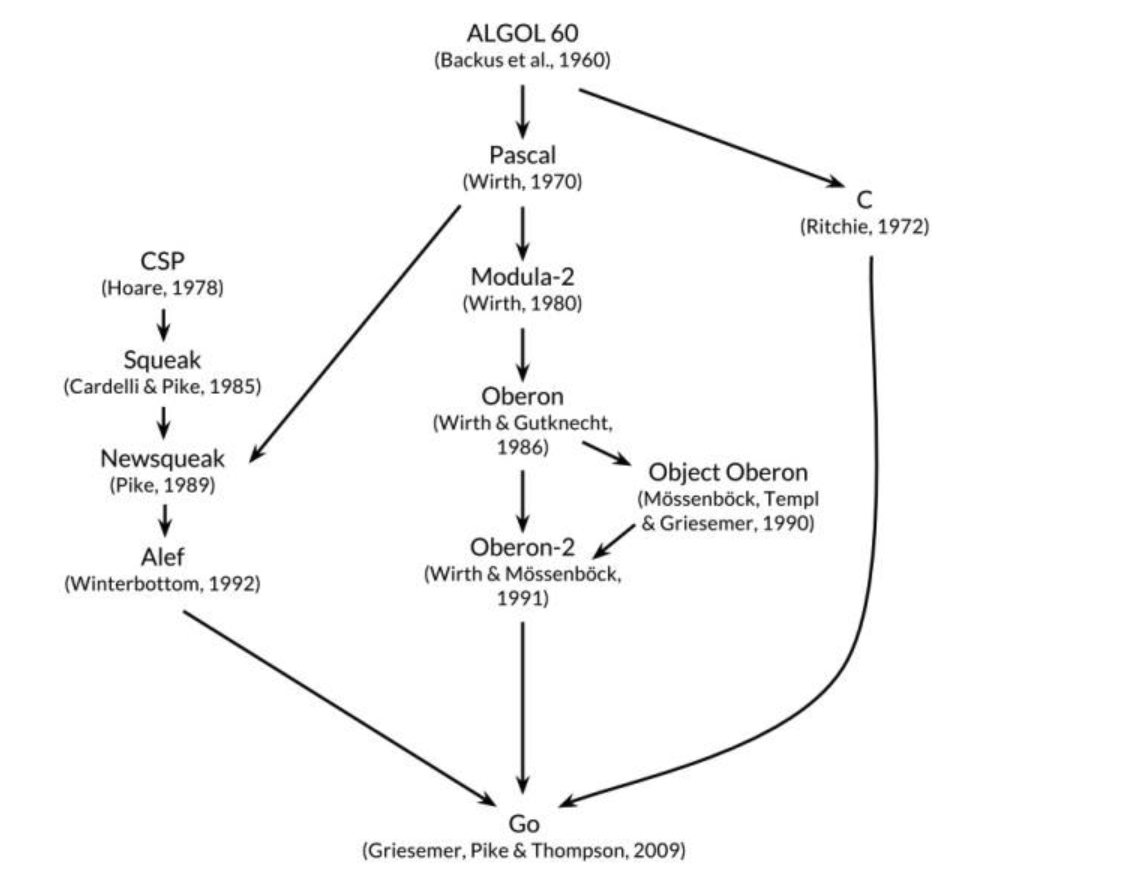 ALGOL 60
(Backus et al., 1960)
Pascal
(Wirth, 1970)
C
(Ritchie, 1972)
CSP
(Hoare, 1978)
Modula-2
(Wirth, 1980)
Squeak
(Cardelli & Pike, 1985)
Oberon
(Wirth & Gutknecht,
1986)
Newsqueak
(Pike, 1989)
Object Oberon
(Mössenböck, Templ
& Griesemer, 1990)
Alef
(Winterbottom, 1992)
Oberon-2
(Wirth & Mössenböck,
1991)
Go
(Griesemer, Pike & Thompson, 2009)